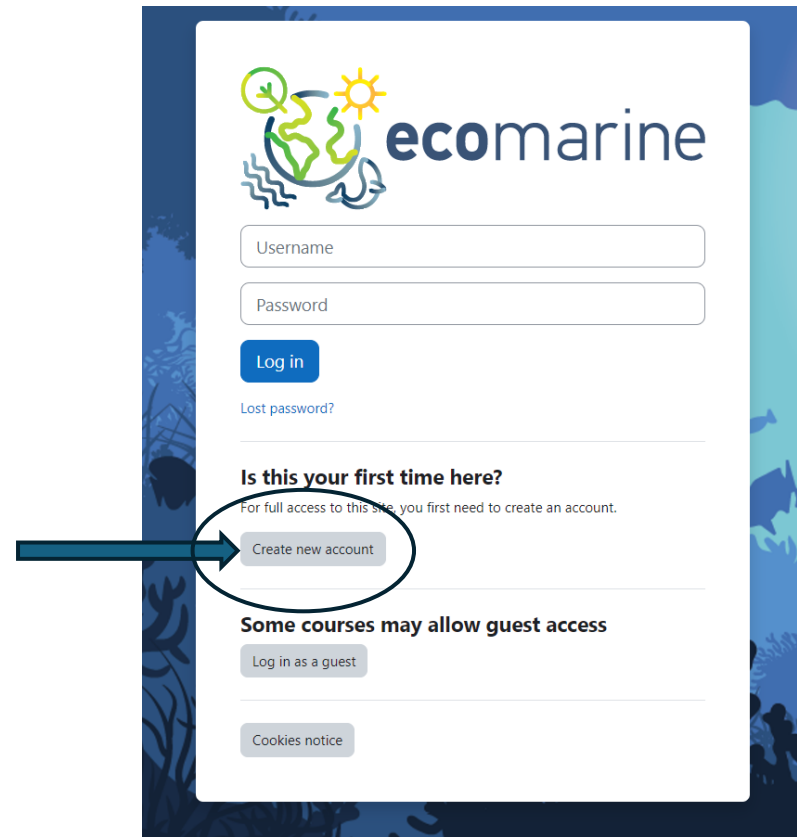 ecomarine
Username
Password
Log in
Lost password?
Is this your first time here?
For full access to this site, you first need to create an account.
Create new account
Some courses may allow guest access
Log in as a guest
Cookies notice